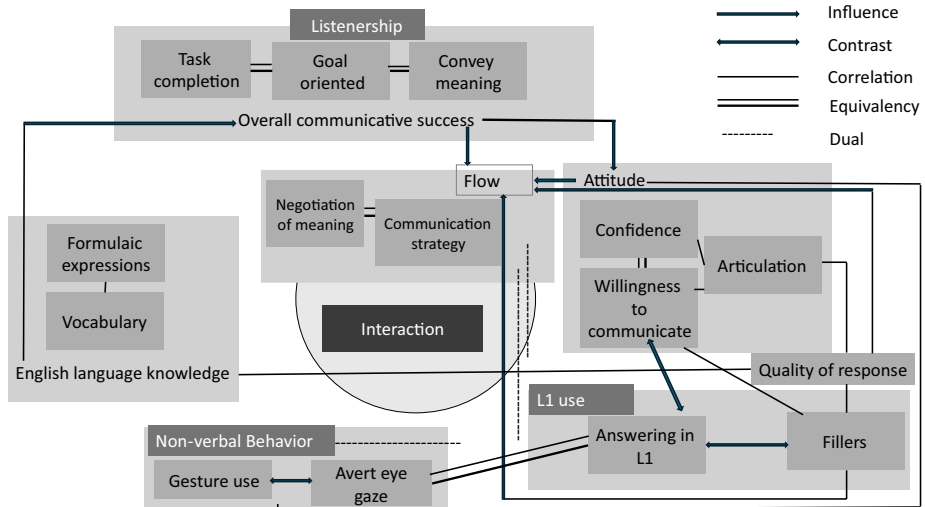 Listenership
Influence
Contrast
Correlation
Equivalency
Dual
Task
completion
Goal
oriented
Convey
meaning
Overall communicative success
Flow
Attitude
Negotiation
of meaning
Communication
strategy
Confidence
Articulation
Willingness
to
communicate
Formulaic
expressions
Vocabulary
English language knowledge
Interaction
Quality of response
L1 use
Answering in
L1
Fillers
Non-verbal Behavior
Gesture use
Avert eye
gaze